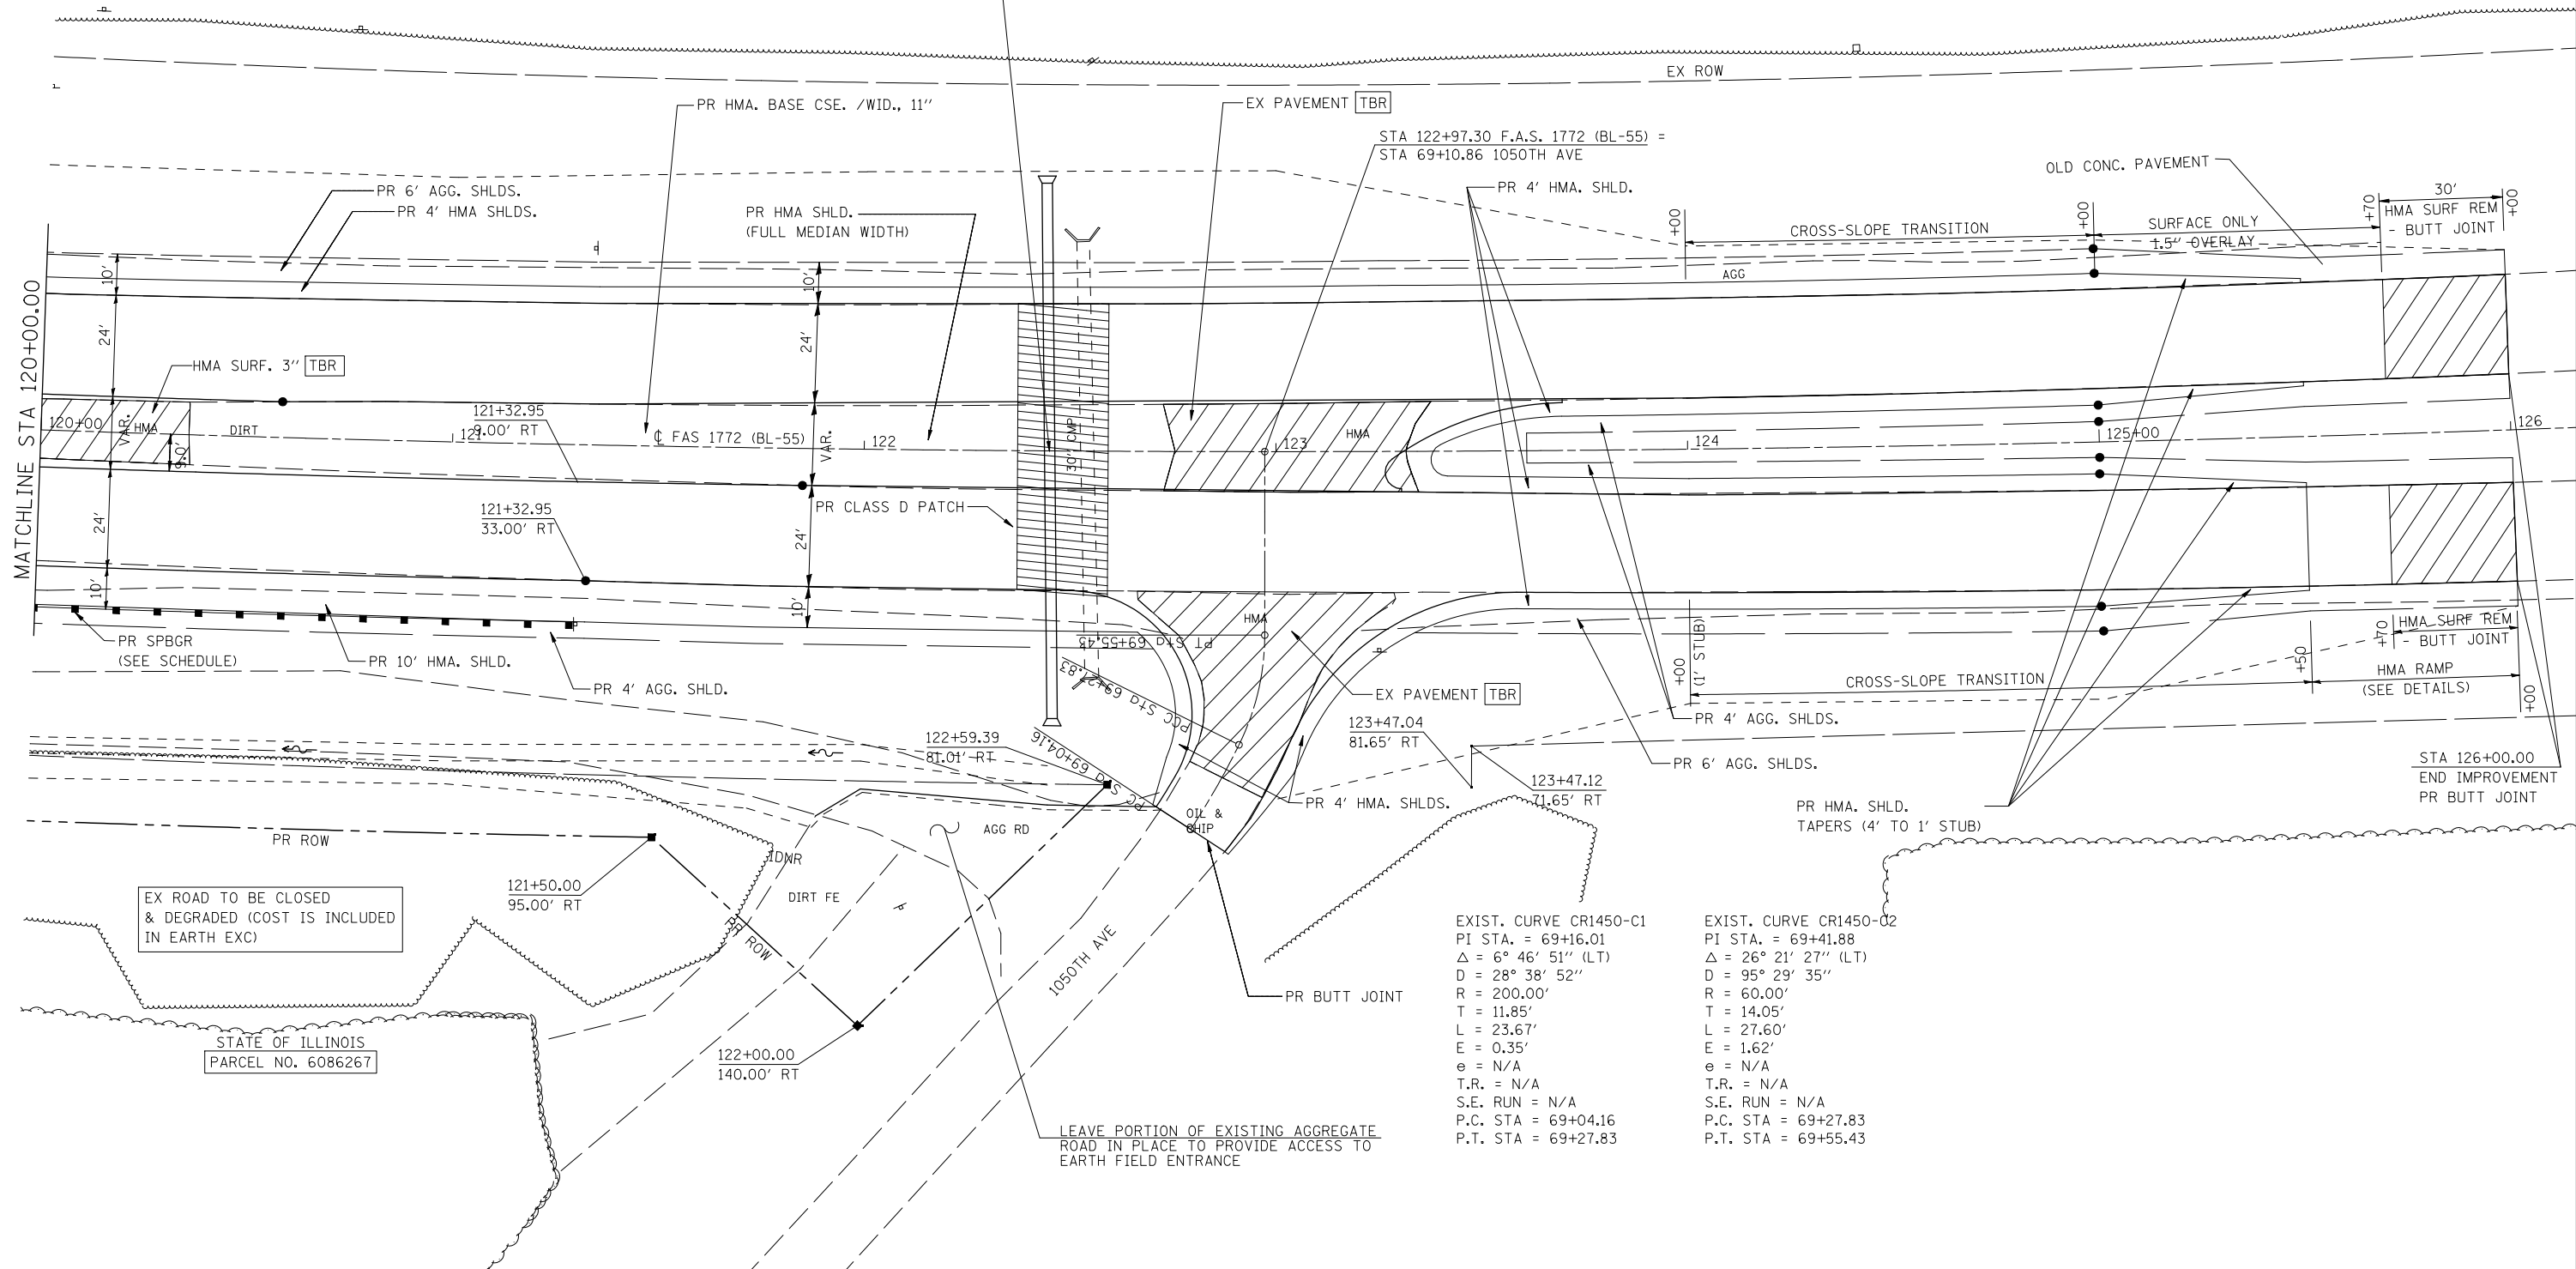 EX ROW
PR HMA. BASE CSE. /WID., 11''
EX PAVEMENT TBR
STA 122+97.30 F.A.S. 1772 (BL-55) =
STA 69+10.86 1050TH AVE
PR 6' AGG. SHLDS.
PR 4' HMA SHLDS.
PR HMA SHLD.
(FULL MEDIAN WIDTH)
PR 4' HMA. SHLD.
OLD CONC. PAVEMENT
+00
CROSS-SLOPE TRANSITION
+00
SURFACE ONLY
1.5'' OVERLAY
+70
30'
HMA SURF REM
- BUTT JOINT
+00
10'
10'
AGG
MATCHLINE STA 120+00.00
24'
24'
HMA SURF. 3'' TBR
120+00
HMA
VAR.
9.0'
DIRT
121
121+32.95
9.00' RT
℄ FAS 1772 (BL-55)
VAR.
122
30'' CMP
123
HMA
124
125+00
126
24'
121+32.95
33.00' RT
24'
PR CLASS D PATCH
10'
10'
HMA
PT Sta 69+55.43
PR SPBGR
(SEE SCHEDULE)
PR 10' HMA. SHLD.
PR 4' AGG. SHLD.
PCC Sta 69+27.83
EX PAVEMENT TBR
+00
(1' STUB)
CROSS-SLOPE TRANSITION
+50
+70
HMA SURF REM
- BUTT JOINT
HMA RAMP
(SEE DETAILS)
+00
PR 4' AGG. SHLDS.
123+47.04
81.65' RT
122+59.39
81.01' RT
PC Sta 69+04.16
PR 6' AGG. SHLDS.
123+47.12
71.65' RT
STA 126+00.00
END IMPROVEMENT
PR BUTT JOINT
PR 4' HMA. SHLDS.
PR HMA. SHLD.
TAPERS (4' TO 1' STUB)
OIL &
CHIP
AGG RD
PR ROW
IDNR
DIRT FE
121+50.00
95.00' RT
PR ROW
EX ROAD TO BE CLOSED
& DEGRADED (COST IS INCLUDED
IN EARTH EXC)
1050TH AVE
PR BUTT JOINT
STATE OF ILLINOIS
PARCEL NO. 6086267
122+00.00
140.00' RT
LEAVE PORTION OF EXISTING AGGREGATE
ROAD IN PLACE TO PROVIDE ACCESS TO
EARTH FIELD ENTRANCE
EXIST. CURVE CR1450-C1
PI STA. = 69+16.01
Δ = 6° 46' 51'' (LT)
D = 28° 38' 52''
R = 200.00'
T = 11.85'
L = 23.67'
E = 0.35'
e = N/A
T.R. = N/A
S.E. RUN = N/A
P.C. STA = 69+04.16
P.T. STA = 69+27.83
EXIST. CURVE CR1450-C2
PI STA. = 69+41.88
Δ = 26° 21' 27'' (LT)
D = 95° 29' 35''
R = 60.00'
T = 14.05'
L = 27.60'
E = 1.62'
e = N/A
T.R. = N/A
S.E. RUN = N/A
P.C. STA = 69+27.83
P.T. STA = 69+55.43